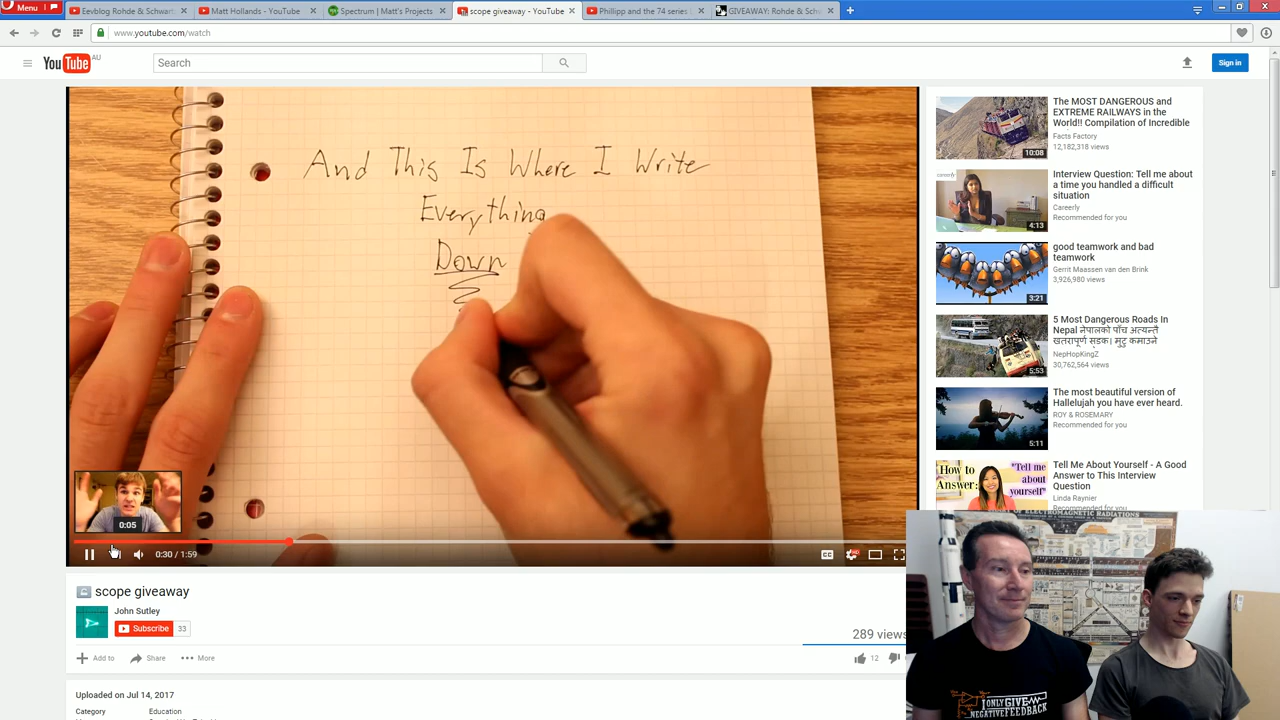 Menu
Eevblog Rohde & Schwart
Matt Hollands - YouTube
Spectrum | Matt's Projects
scope giveaway - YouTube
Phillipp and the 74 series
GIVEAWAY: Rohde & Sch
www.youtube.com/watch
YouTube AU
Search
Sign in
And This Is Where I Write
Everything
Down
0:05
0:30 / 1:59
scope giveaway
John Sutley
Subscribe 33
289 views
Add to
Share
More
12
Uploaded on Jul 14, 2017
Category Education
The MOST DANGEROUS and
EXTREME RAILWAYS in the
World!! Compilation of Incredible
Facts Factory
12,182,318 views
10:08
Interview Question: Tell me about
a time you handled a difficult
situation
Careerly
Recommended for you
4:13
good teamwork and bad
teamwork
Gerrit Maassen van den Brink
3,926,980 views
3:21
5 Most Dangerous Roads In
Nepal नेपालको पाँच अत्यन्तै
खतरापूर्ण सडक। मुटु कमाउने
NepHopKingZ
30,762,564 views
5:53
The most beautiful version of
Hallelujah you have ever heard.
ROY & ROSEMARY
Recommended for you
5:11
Tell Me About Yourself - A Good
Answer to This Interview
Question
Linda Raynier
Recommended for you
How to
Answer:
"Tell me
about
yourself"
OF ELECTROMAGNETIC RADIATIONS
I ONLY GIVE
NEGATIVE FEEDBACK